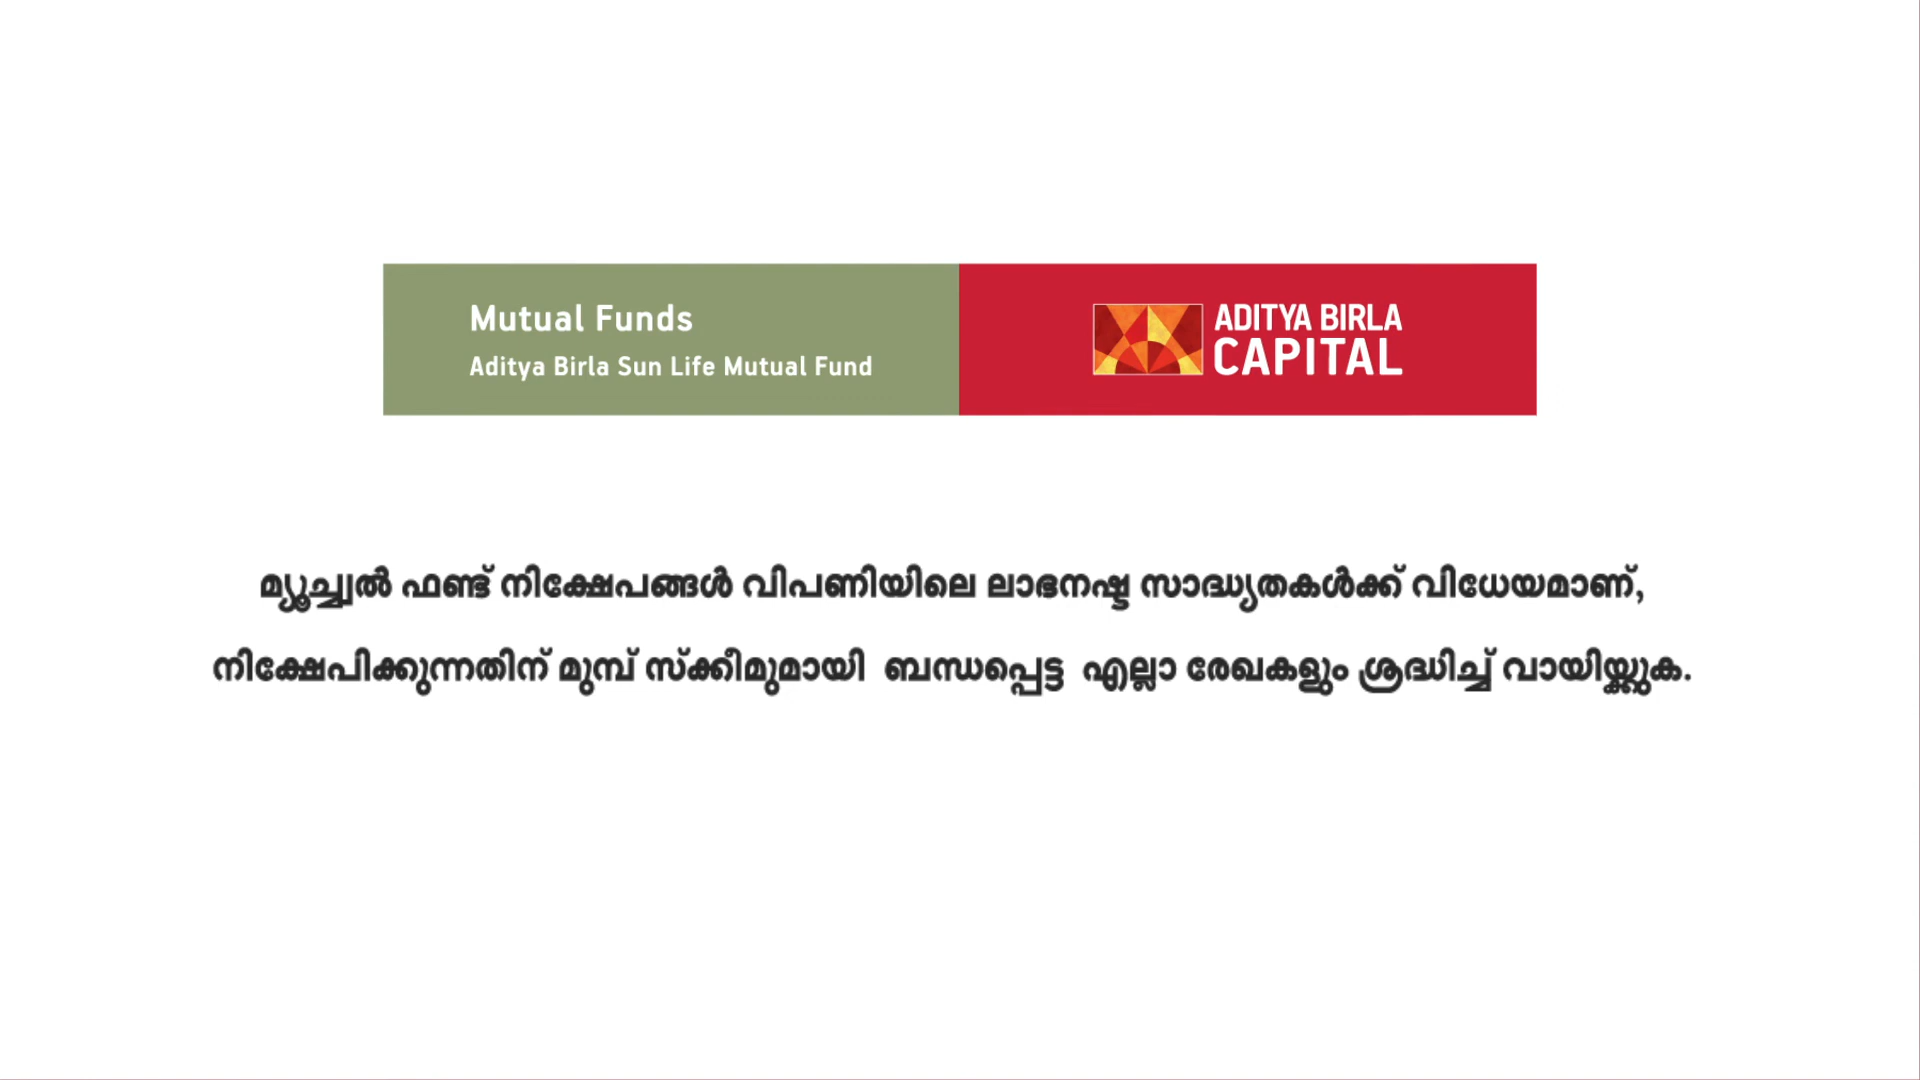 Mutual Funds
Aditya Birla Sun Life Mutual Fund
ADITYA BIRLA
CAPITAL
മ്യൂച്ച്വൽ ഫണ്ട് നിക്ഷേപങ്ങൾ വിപണിയിലെ ലാഭനഷ്ട സാദ്ധ്യതകൾക്ക് വിധേയമാണ്,
നിക്ഷേപിക്കുന്നതിന് മുമ്പ് സ്ക്കീമുമായി ബന്ധപ്പെട്ട എല്ലാ രേഖകളും ശ്രദ്ധിച്ച് വായിയ്ക്കുക.